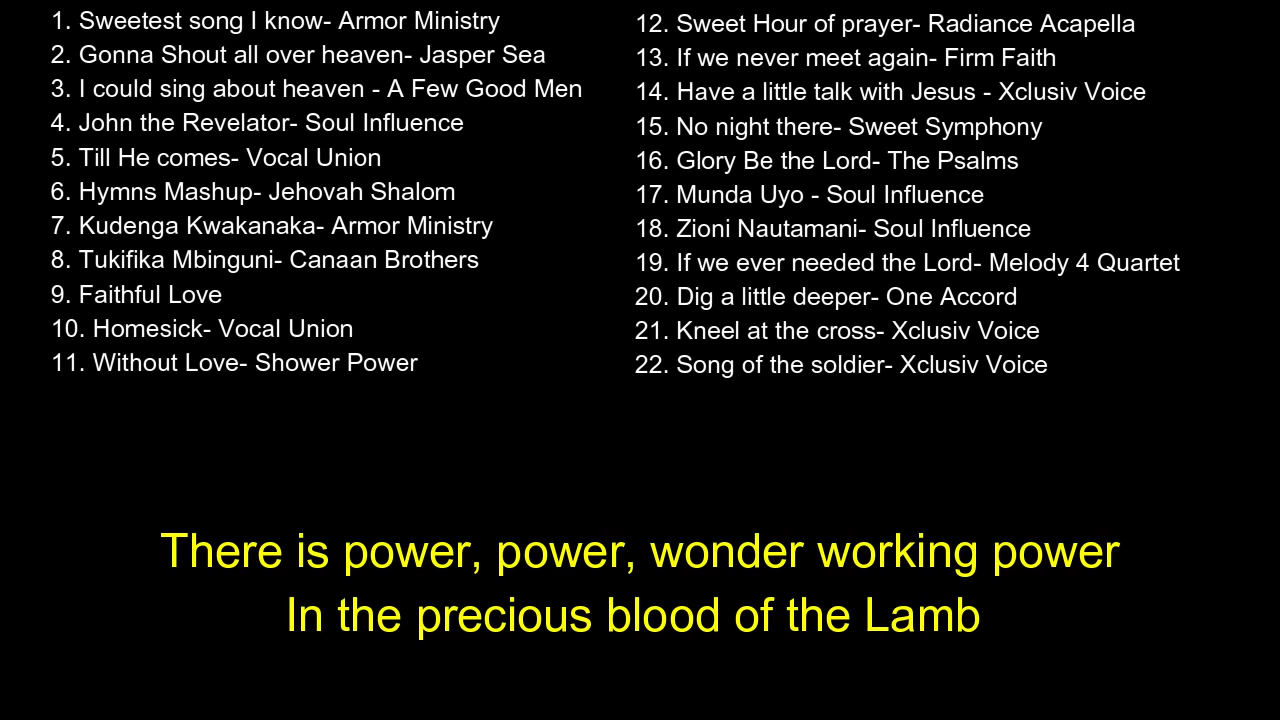 1. Sweetest song I know- Armor Ministry
2. Gonna Shout all over heaven- Jasper Sea
3. I could sing about heaven - A Few Good Men
4. John the Revelator- Soul Influence
5. Till He comes- Vocal Union
6. Hymns Mashup- Jehovah Shalom
7. Kudenga Kwakanaka- Armor Ministry
8. Tukifika Mbinguni- Canaan Brothers
9. Faithful Love
10. Homesick- Vocal Union
11. Without Love- Shower Power
12. Sweet Hour of prayer- Radiance Acapella
13. If we never meet again- Firm Faith
14. Have a little talk with Jesus - Xclusiv Voice
15. No night there- Sweet Symphony
16. Glory Be the Lord- The Psalms
17. Munda Uyo - Soul Influence
18. Zioni Nautamani- Soul Influence
19. If we ever needed the Lord- Melody 4 Quartet
20. Dig a little deeper- One Accord
21. Kneel at the cross- Xclusiv Voice
22. Song of the soldier- Xclusiv Voice
There is power, power, wonder working power
In the precious blood of the Lamb